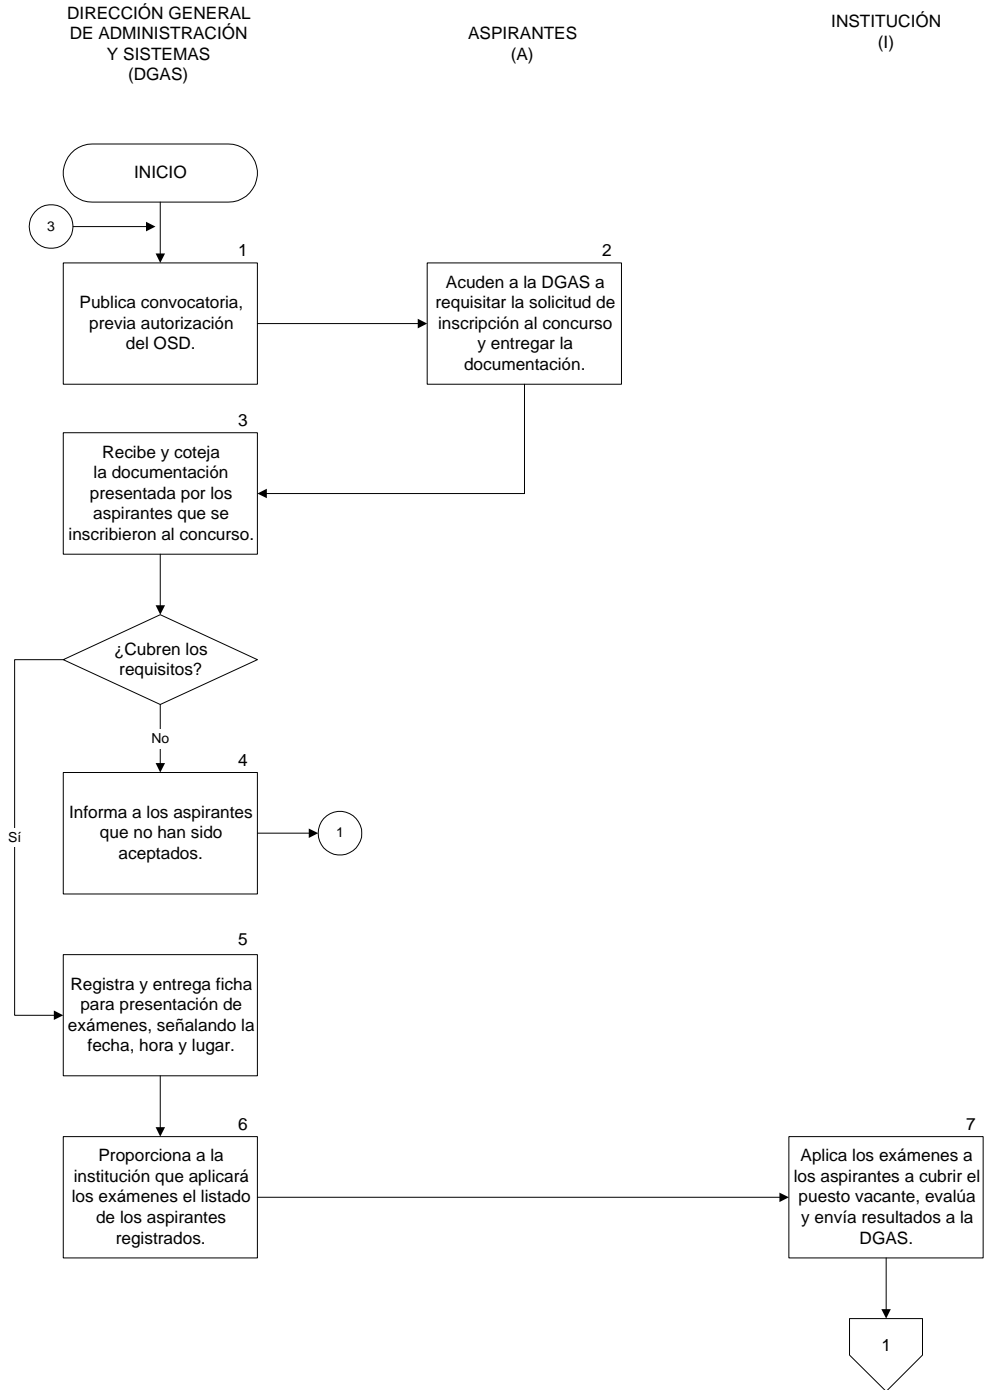 DIRECCIÓN GENERAL
DE ADMINISTRACIÓN
Y SISTEMAS
(DGAS)
ASPIRANTES
(A)
INSTITUCIÓN
(I)
INICIO
3
1
Publica convocatoria,
previa autorización
del OSD.
2
Acuden a la DGAS a
requisitar la solicitud de
inscripción al concurso
y entregar la
documentación.
3
Recibe y coteja
la documentación
presentada por los
aspirantes que se
inscribieron al concurso.
¿Cubren los
requisitos?
No
Sí
4
Informa a los aspirantes
que no han sido
aceptados.
1
5
Registra y entrega ficha
para presentación de
exámenes, señalando la
fecha, hora y lugar.
6
Proporciona a la
institución que aplicará
los exámenes el listado
de los aspirantes
registrados.
7
Aplica los exámenes a
los aspirantes a cubrir el
puesto vacante, evalúa
y envía resultados a la
DGAS.
1